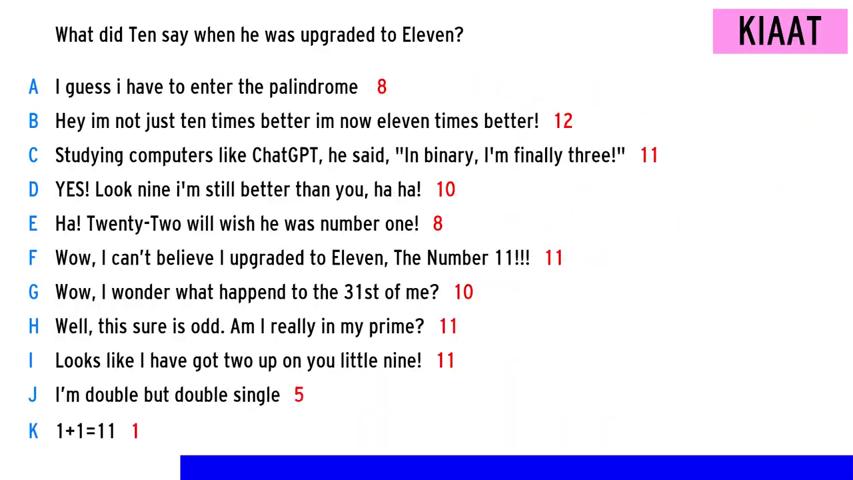 What did Ten say when he was upgraded to Eleven?
KIAAT
A I guess i have to enter the palindrome 8
B Hey im not just ten times better im now eleven times better! 12
C Studying computers like ChatGPT, he said, "In binary, I'm finally three!" 11
D YES! Look nine i'm still better than you, ha ha! 10
E Ha! Twenty-Two will wish he was number one! 8
F Wow, I can't believe I upgraded to Eleven, The Number 11!!! 11
G Wow, I wonder what happend to the 31st of me? 10
H Well, this sure is odd. Am I really in my prime? 11
I Looks like I have got two up on you little nine! 11
J I'm double but double single 5
K 1+1=11 1